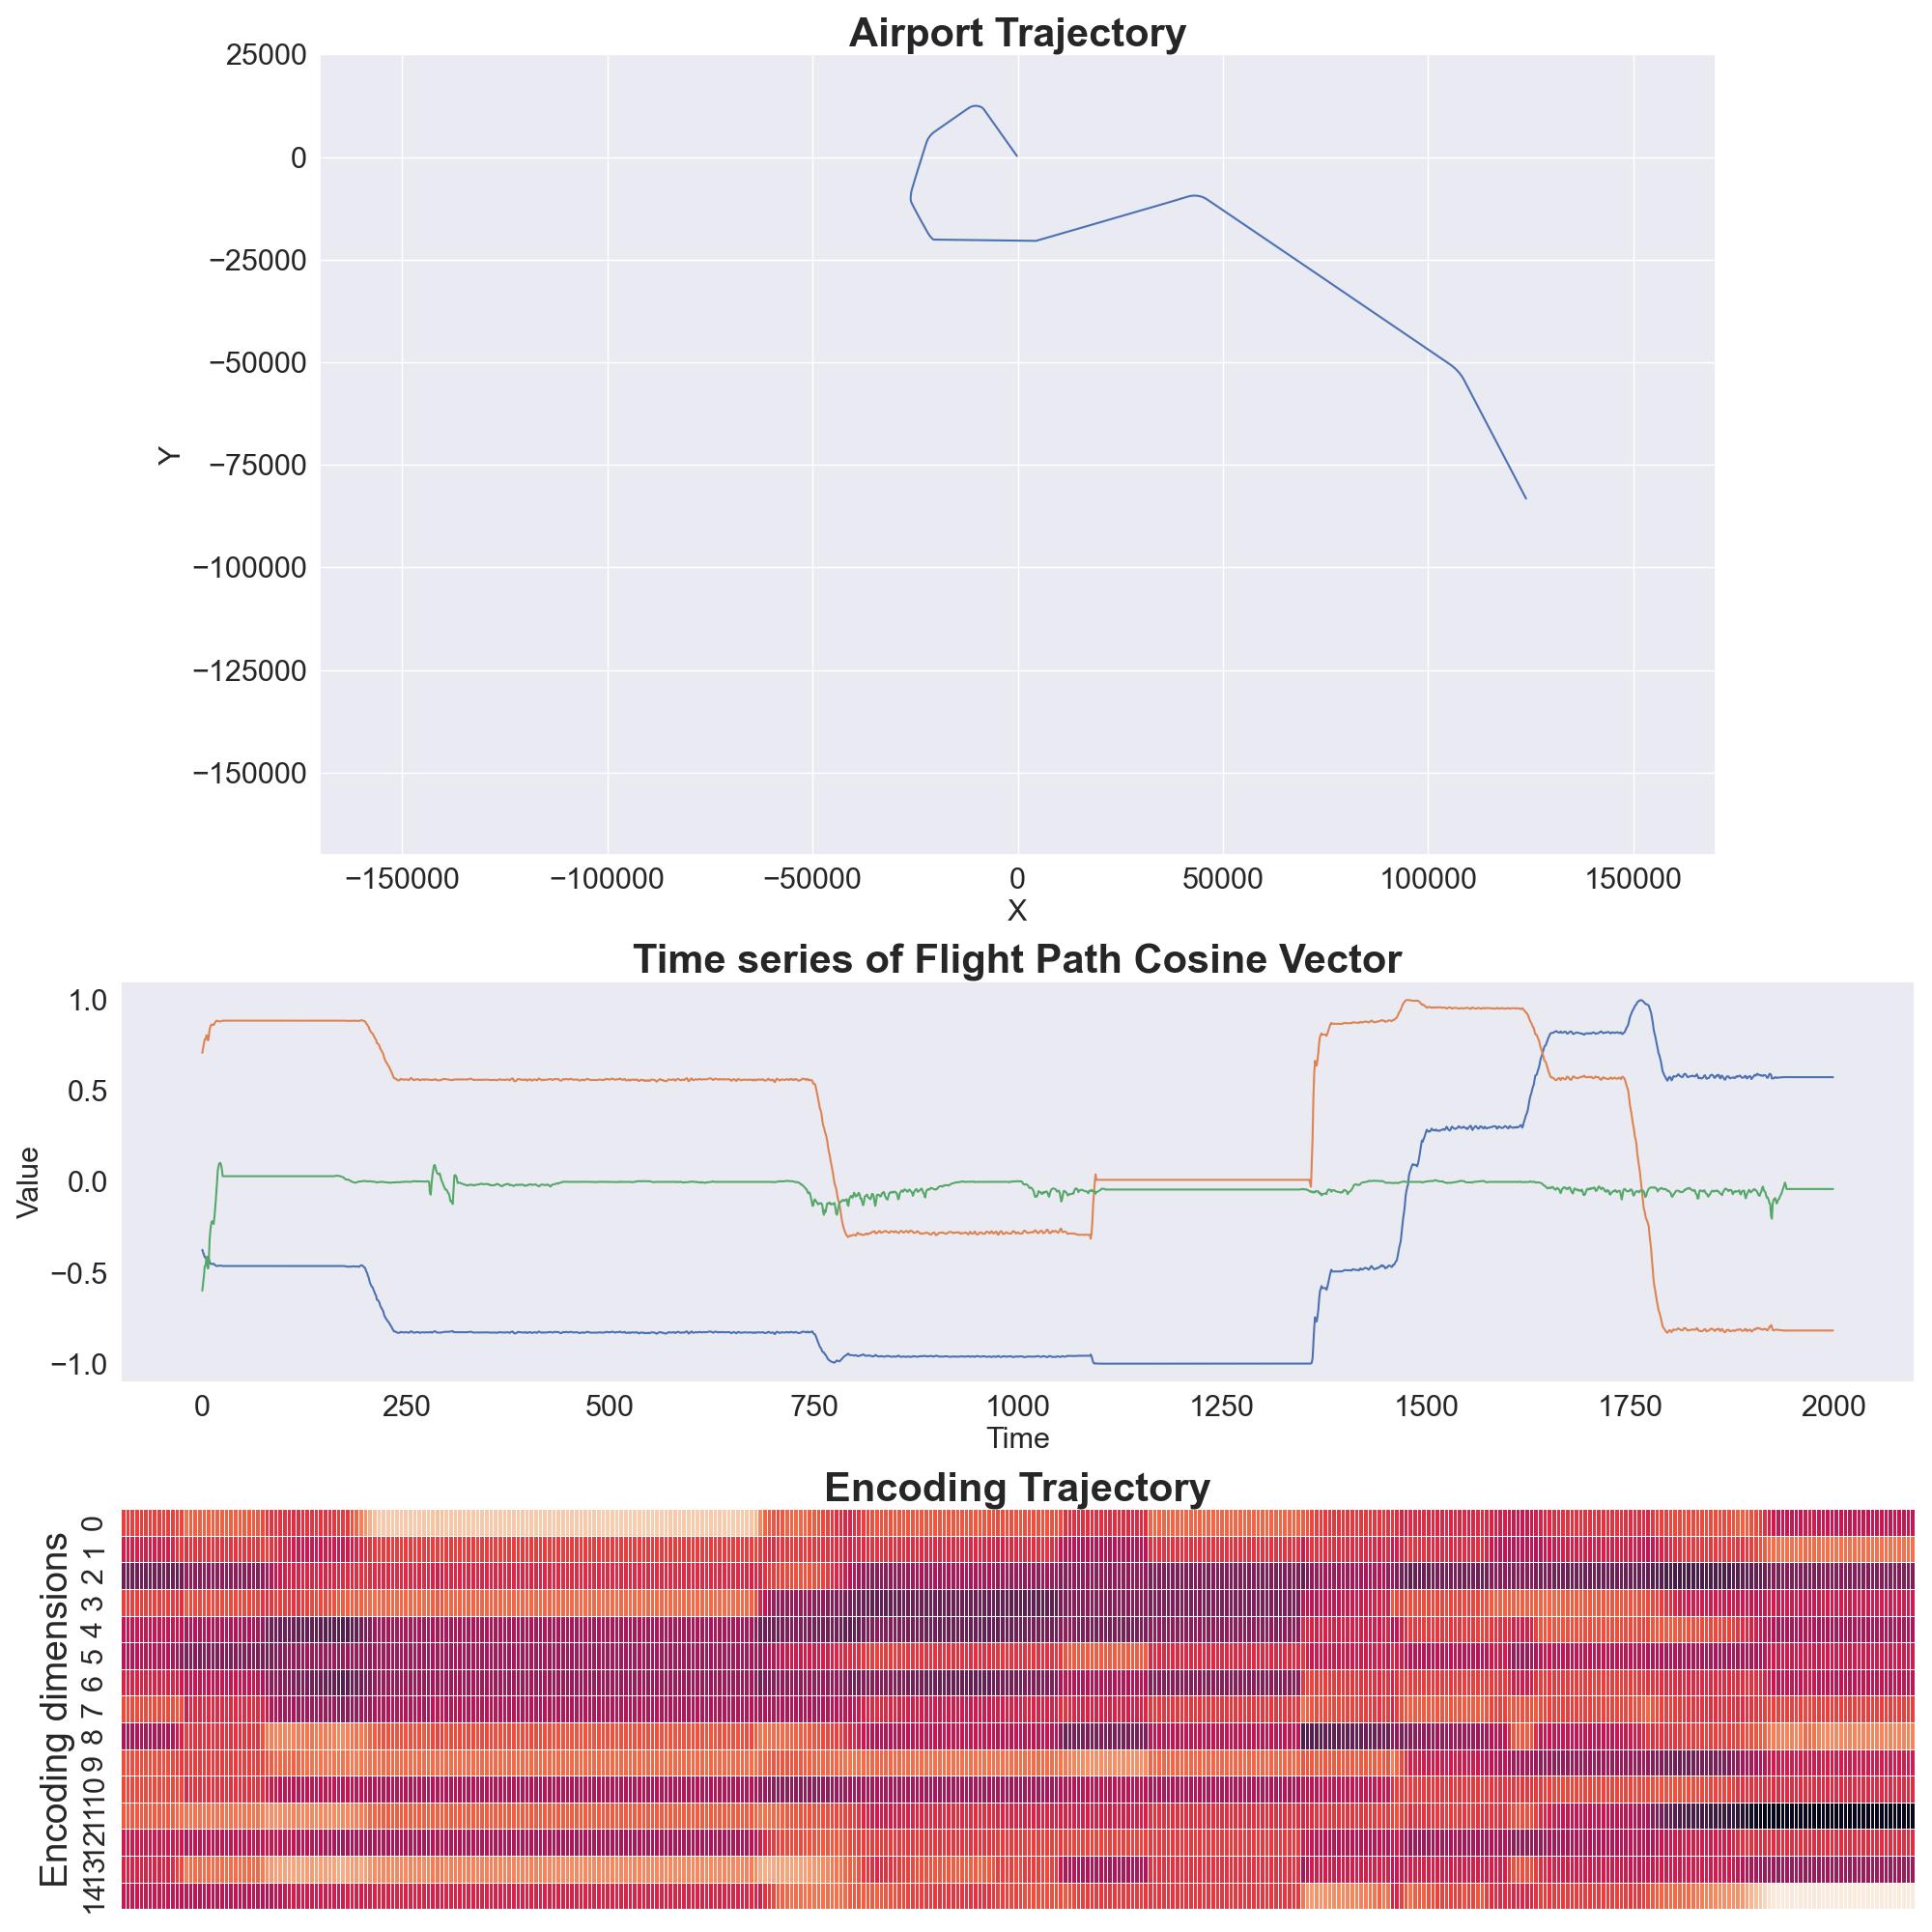 Airport Trajectory
25000
0
−25000
−50000
−75000
−100000
−125000
−150000
Y
−150000 −100000 −50000 0 50000 100000 150000
X
Time series of Flight Path Cosine Vector
1.0
0.5
0.0
−0.5
−1.0
Value
0 250 500 750 1000 1250 1500 1750 2000
Time
Encoding Trajectory
Encoding dimensions
0
1
2
3
4
5
6
7
8
9
10
11
12
13
14